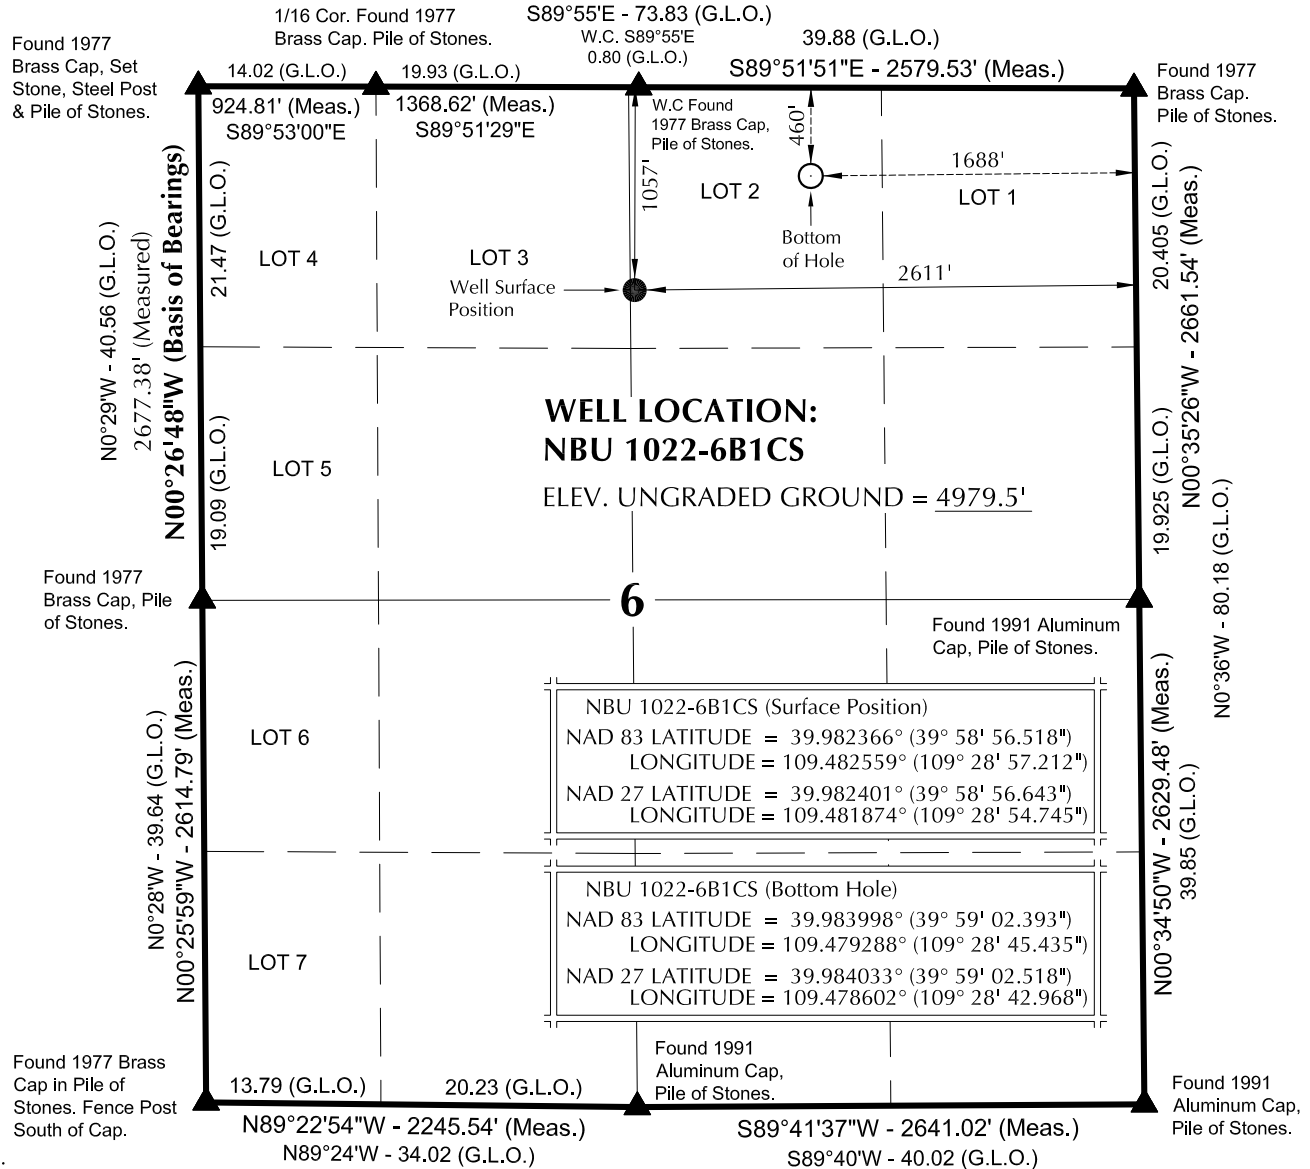 1/16 Cor. Found 1977
Brass Cap. Pile of Stones.
S89°55'E - 73.83 (G.L.O.)
W.C. S89°55'E
0.80 (G.L.O.)
39.88 (G.L.O.)
S89°51'51"E - 2579.53' (Meas.)
Found 1977
Brass Cap, Set
Stone, Steel Post
& Pile of Stones.
14.02 (G.L.O.)
19.93 (G.L.O.)
924.81' (Meas.)
S89°53'00"E
1368.62' (Meas.)
S89°51'29"E
W.C Found
1977 Brass Cap,
Pile of Stones.
Found 1977
Brass Cap.
Pile of Stones.
460'
1057'
1688'
LOT 2
LOT 1
LOT 4
LOT 3
Bottom
of Hole
Well Surface
Position
2611'
N0°29'W - 40.56 (G.L.O.)
2677.38' (Measured)
N00°26'48"W (Basis of Bearings)
21.47 (G.L.O.)
19.09 (G.L.O.)
20.405 (G.L.O.)
19.925 (G.L.O.)
N00°35'26"W - 2661.54' (Meas.)
N0°36'W - 80.18 (G.L.O.)
WELL LOCATION:
NBU 1022-6B1CS
ELEV. UNGRADED GROUND = 4979.5'
LOT 5
Found 1977
Brass Cap, Pile
of Stones.
6
Found 1991 Aluminum
Cap, Pile of Stones.
N0°28'W - 39.64 (G.L.O.)
N00°25'59"W - 2614.79' (Meas.)
LOT 6
NBU 1022-6B1CS (Surface Position)
NAD 83 LATITUDE = 39.982366° (39° 58' 56.518")
LONGITUDE = 109.482559° (109° 28' 57.212")
NAD 27 LATITUDE = 39.982401° (39° 58' 56.643")
LONGITUDE = 109.481874° (109° 28' 54.745")
N00°34'50"W - 2629.48' (Meas.)
39.85 (G.L.O.)
NBU 1022-6B1CS (Bottom Hole)
NAD 83 LATITUDE = 39.983998° (39° 59' 02.393")
LONGITUDE = 109.479288° (109° 28' 45.435")
NAD 27 LATITUDE = 39.984033° (39° 59' 02.518")
LONGITUDE = 109.478602° (109° 28' 42.968")
LOT 7
Found 1977 Brass
Cap in Pile of
Stones. Fence Post
South of Cap.
13.79 (G.L.O.)
20.23 (G.L.O.)
Found 1991
Aluminum Cap,
Pile of Stones.
Found 1991
Aluminum Cap,
Pile of Stones.
N89°22'54"W - 2245.54' (Meas.)
N89°24'W - 34.02 (G.L.O.)
S89°41'37"W - 2641.02' (Meas.)
S89°40'W - 40.02 (G.L.O.)